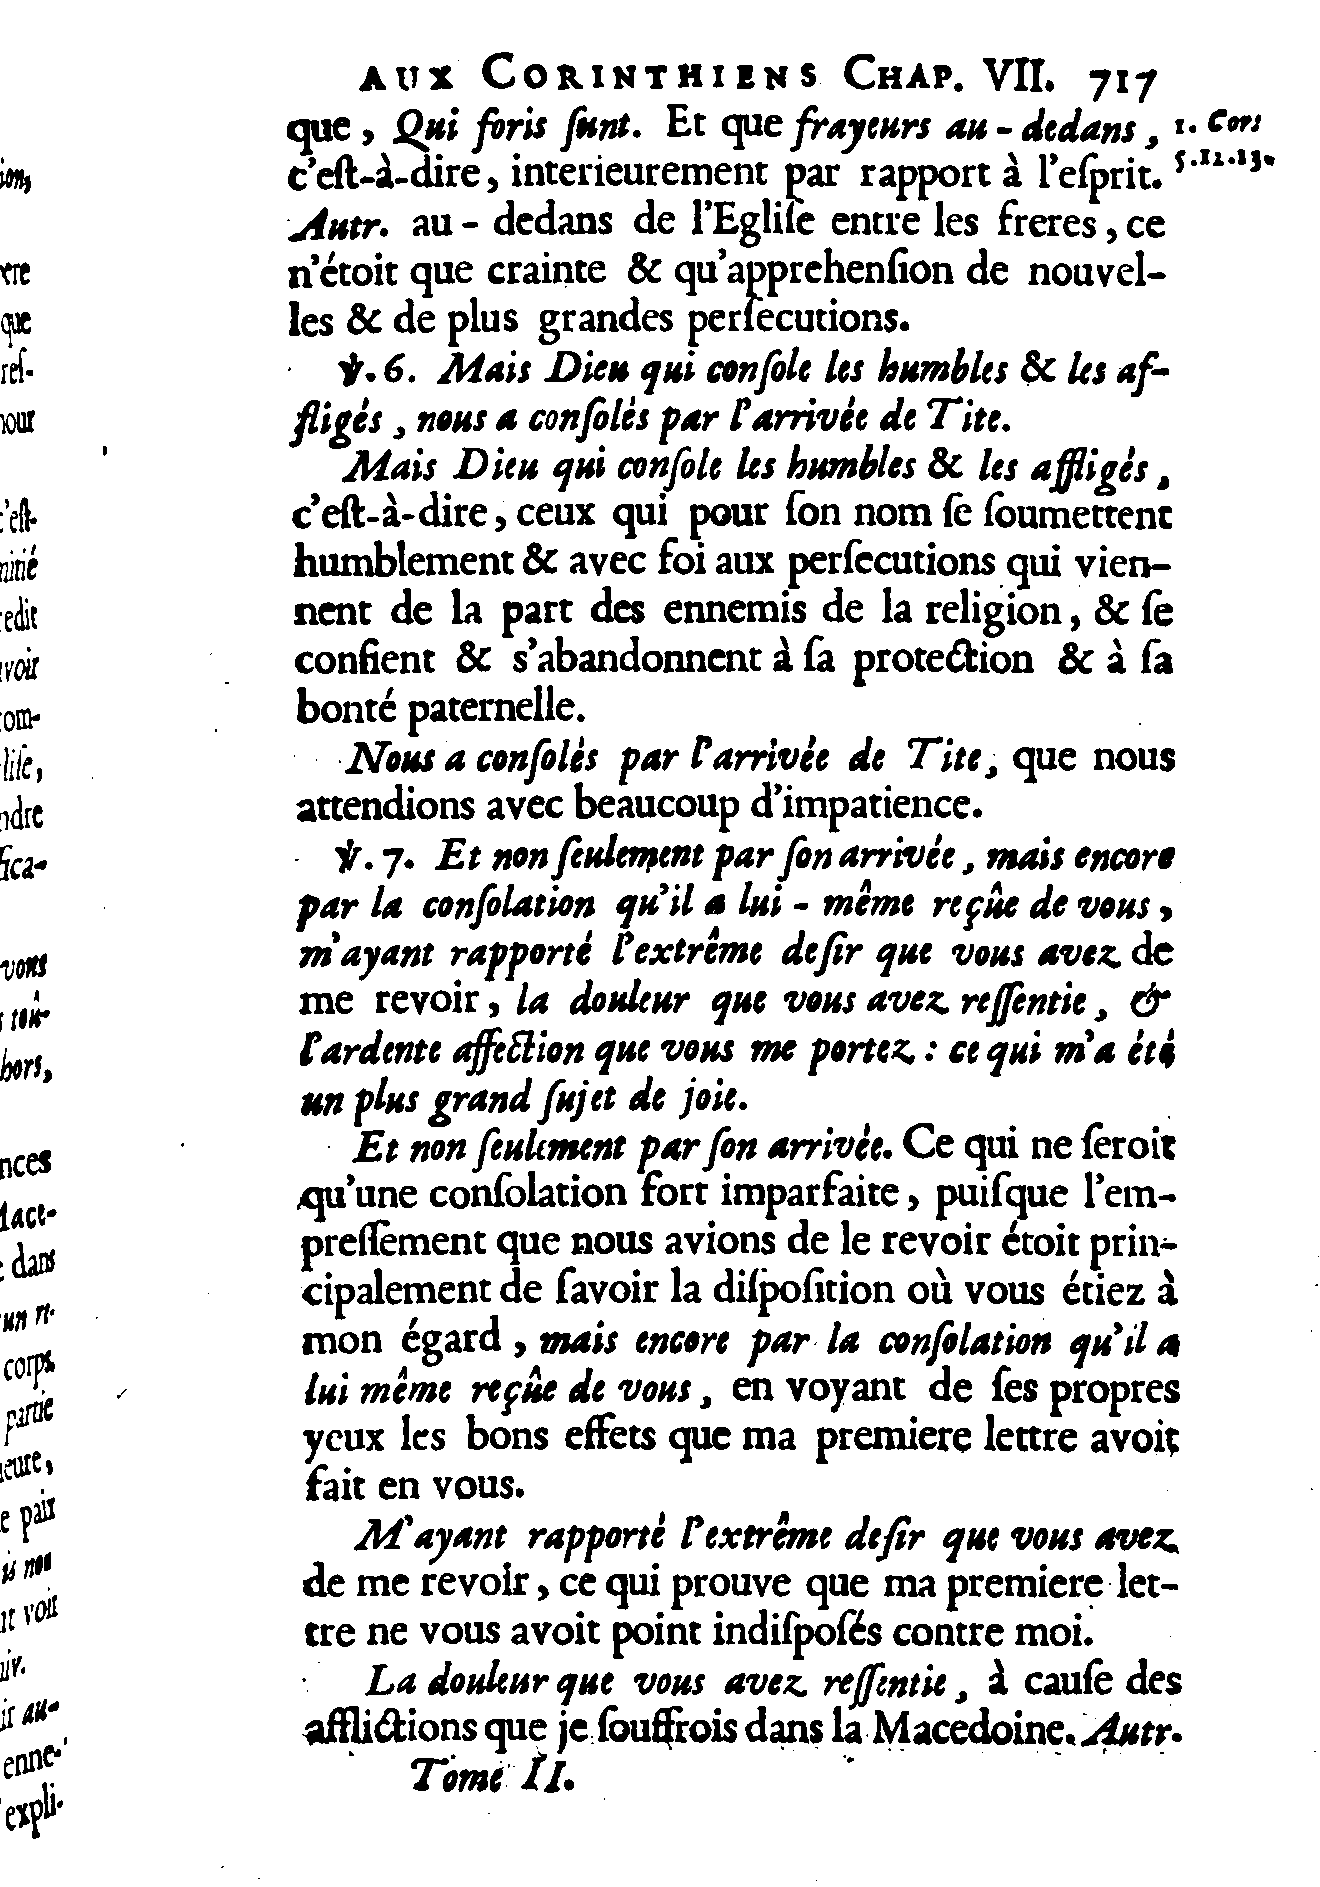 AUX CORINTHIENS CHAP. VII. 717
que, Qui foris ſunt. Et que frayeurs au-dedans,
1. Cor.
5.12.13.
c'eſt-à-dire, interieurement par rapport à l'eſprit.
Autr. au-dedans de l'Egliſe entre les freres, ce
n'étoit que crainte & qu'apprehenſion de nouvel-
les & de plus grandes perſecutions.
℣. 6. Mais Dieu qui conſole les humbles & les af-
fligés, nous a conſolés par l'arrivée de Tite.
Mais Dieu qui conſole les humbles & les affligés,
c'eſt-à-dire, ceux qui pour ſon nom ſe ſoumettent
humblement & avec foi aux perſecutions qui vien-
nent de la part des ennemis de la religion, & ſe
confient & s'abandonnent à ſa protection & à ſa
bonté paternelle.
Nous a conſolés par l'arrivée de Tite, que nous
attendions avec beaucoup d'impatience.
℣. 7. Et non ſeulement par ſon arrivée, mais encore
par la conſolation qu'il a lui-même reçûe de vous,
m'ayant rapporté l'extrême deſir que vous avez de
me revoir, la douleur que vous avez reſſentie, &
l'ardente affection que vous me portez: ce qui m'a été
un plus grand ſujet de joie.
Et non ſeulement par ſon arrivée. Ce qui ne ſeroit
qu'une conſolation fort imparfaite, puiſque l'em-
preſſement que nous avions de le revoir étoit prin-
cipalement de ſavoir la diſpoſition où vous étiez à
mon égard, mais encore par la conſolation qu'il a
lui même reçûe de vous, en voyant de ſes propres
yeux les bons effets que ma premiere lettre avoit
fait en vous.
M'ayant rapporté l'extrême deſir que vous avez
de me revoir, ce qui prouve que ma premiere let-
tre ne vous avoit point indiſpoſés contre moi.
La douleur que vous avez reſſentie, à cauſe des
afflictions que je ſouffrois dans la Macedoine. Autr.
Tome II.